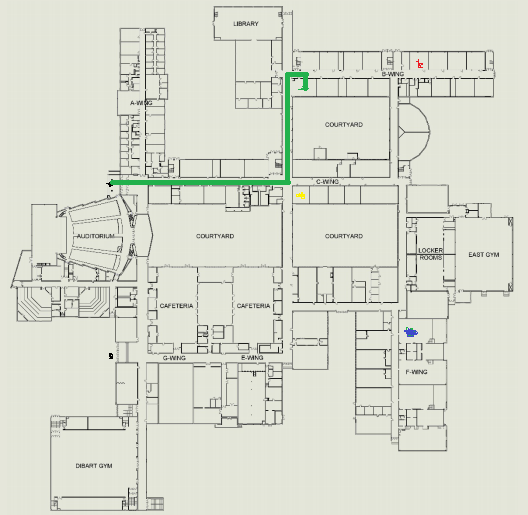 LIBRARY
B-WING
A-WING
COURTYARD
C-WING
AUDITORIUM
COURTYARD
COURTYARD
LOCKER
ROOMS
EAST GYM
CAFETERIA
CAFETERIA
G-WING
E-WING
F-WING
DIBART GYM